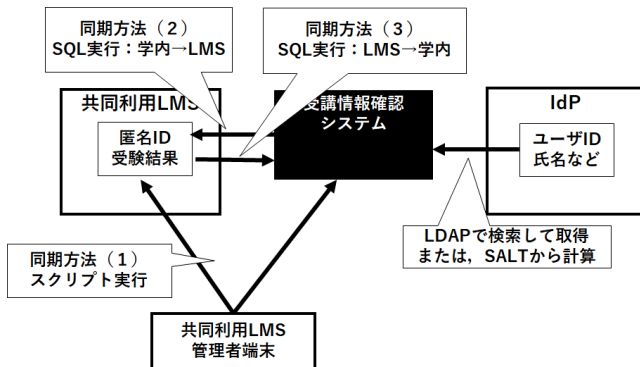 同期方法(2)
SQL実行:学内→LMS
同期方法(3)
SQL実行:LMS→学内
共同利用LMS
匿名ID
受験結果
受講情報確認
システム
IdP
ユーザID
氏名など
LDAPで検索して取得
または,SALTから計算
同期方法(1)
スクリプト実行
共同利用LMS
管理者端末